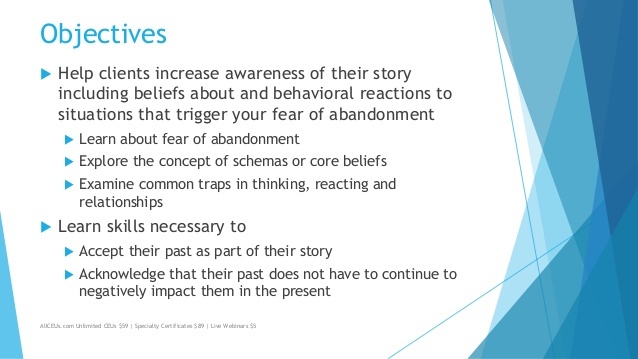 Objectives
Help clients increase awareness of their story
including beliefs about and behavioral reactions to
situations that trigger your fear of abandonment
Learn about fear of abandonment
Explore the concept of schemas or core beliefs
Examine common traps in thinking, reacting and
relationships
Learn skills necessary to
Accept their past as part of their story
Acknowledge that their past does not have to continue to
negatively impact them in the present
AllCEUs.com Unlimited CEUs $59 | Specialty Certificates $89 | Live Webinars $5